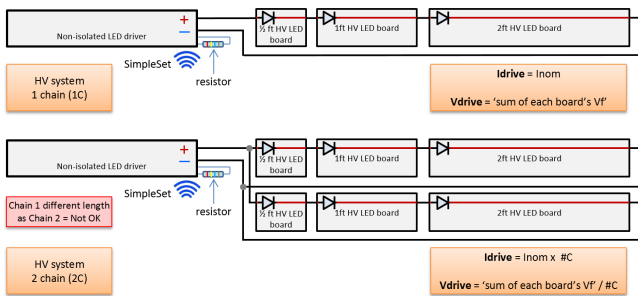 +
−
Non-isolated LED driver
½ ft HV LED board
1ft HV LED board
2ft HV LED board
SimpleSet
resistor
HV system
1 chain (1C)
Idrive = Inom
Vdrive = ‘sum of each board’s Vf’
+
−
Non-isolated LED driver
½ ft HV LED board
1ft HV LED board
2ft HV LED board
SimpleSet
resistor
Chain 1 different length
as Chain 2 = Not OK
½ ft HV LED board
1ft HV LED board
2ft HV LED board
HV system
2 chain (2C)
Idrive = Inom x #C
Vdrive = ‘sum of each board’s Vf’ / #C